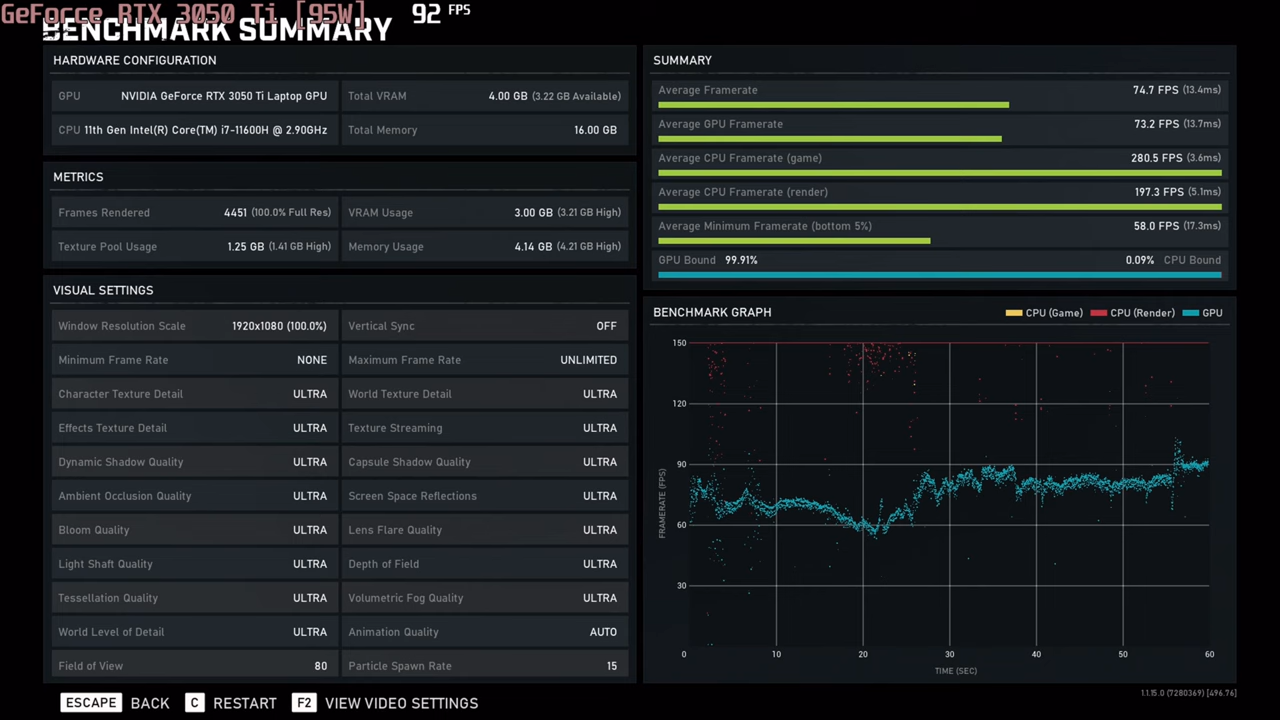 GeForce RTX 3050 Ti [95W] 92 FPS
BENCHMARK SUMMARY
HARDWARE CONFIGURATION
GPU NVIDIA GeForce RTX 3050 Ti Laptop GPU
Total VRAM 4.00 GB (3.22 GB Available)
CPU 11th Gen Intel(R) Core(TM) i7-11600H @ 2.90GHz
Total Memory 16.00 GB
METRICS
Frames Rendered 4451 (100.0% Full Res)
VRAM Usage 3.00 GB (3.21 GB High)
Texture Pool Usage 1.25 GB (1.41 GB High)
Memory Usage 4.14 GB (4.21 GB High)
VISUAL SETTINGS
Window Resolution Scale 1920x1080 (100.0%)
Vertical Sync OFF
Minimum Frame Rate NONE
Maximum Frame Rate UNLIMITED
Character Texture Detail ULTRA
World Texture Detail ULTRA
Effects Texture Detail ULTRA
Texture Streaming ULTRA
Dynamic Shadow Quality ULTRA
Capsule Shadow Quality ULTRA
Ambient Occlusion Quality ULTRA
Screen Space Reflections ULTRA
Bloom Quality ULTRA
Lens Flare Quality ULTRA
Light Shaft Quality ULTRA
Depth of Field ULTRA
Tessellation Quality ULTRA
Volumetric Fog Quality ULTRA
World Level of Detail ULTRA
Animation Quality AUTO
Field of View 80
Particle Spawn Rate 15
SUMMARY
Average Framerate 74.7 FPS (13.4ms)
Average GPU Framerate 73.2 FPS (13.7ms)
Average CPU Framerate (game) 280.5 FPS (3.6ms)
Average CPU Framerate (render) 197.3 FPS (5.1ms)
Average Minimum Framerate (bottom 5%) 58.0 FPS (17.3ms)
GPU Bound 99.91% 0.09% CPU Bound
BENCHMARK GRAPH CPU (Game) CPU (Render) GPU
150
120
90
60
30
FRAMERATE (FPS)
0 10 20 30 40 50 60
TIME (SEC)
ESCAPE BACK C RESTART F2 VIEW VIDEO SETTINGS
1.1.15.0 (7280369) [496.76]